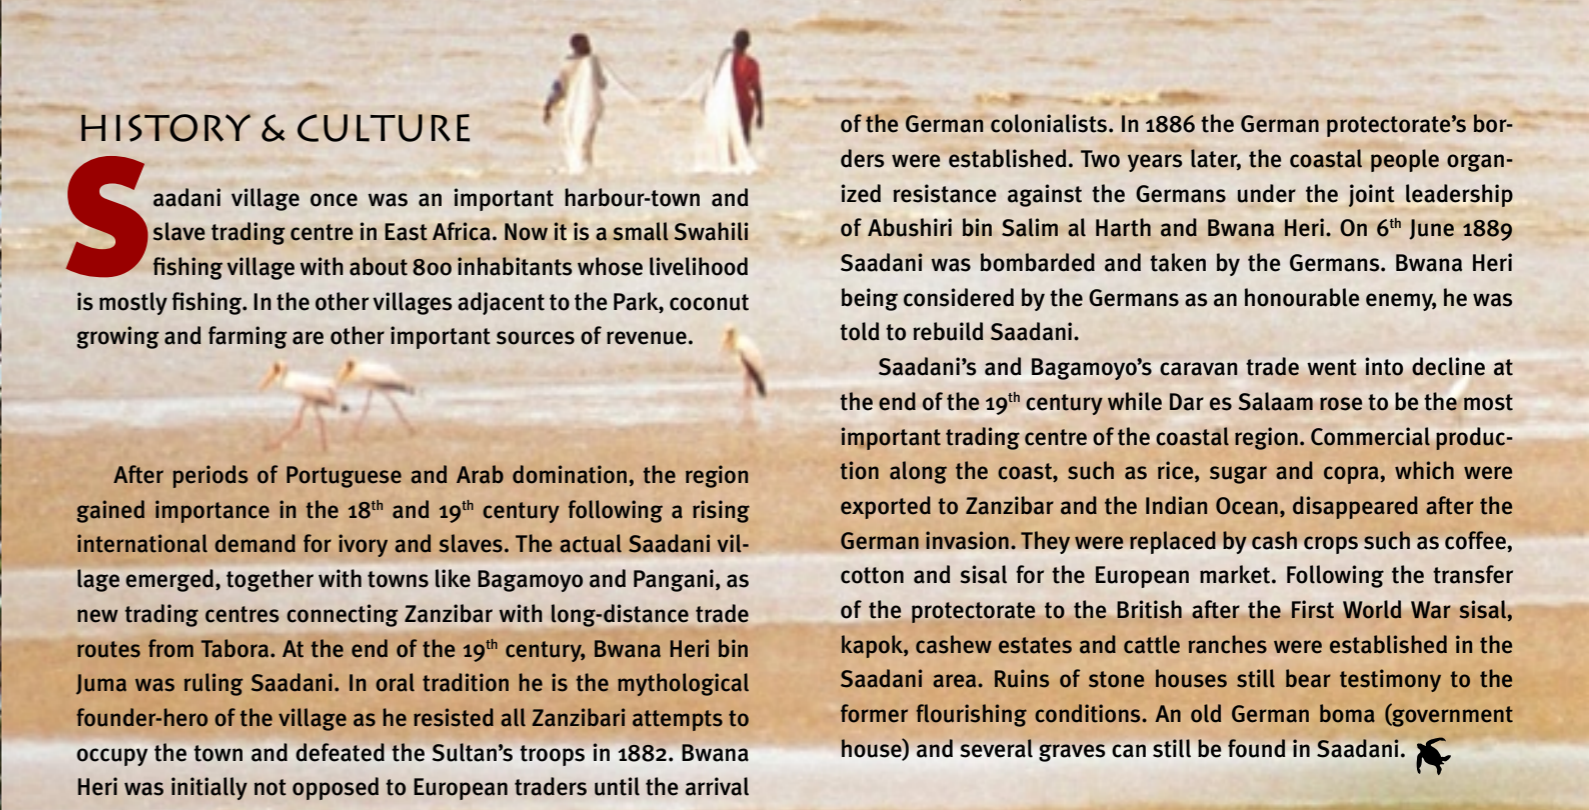 HISTORY & CULTURE
Saadani village once was an important harbour-town and
slave trading centre in East Africa. Now it is a small Swahili
fishing village with about 800 inhabitants whose livelihood
is mostly fishing. In the other villages adjacent to the Park, coconut
growing and farming are other important sources of revenue.
After periods of Portuguese and Arab domination, the region
gained importance in the 18th and 19th century following a rising
international demand for ivory and slaves. The actual Saadani vil-
lage emerged, together with towns like Bagamoyo and Pangani, as
new trading centres connecting Zanzibar with long-distance trade
routes from Tabora. At the end of the 19th century, Bwana Heri bin
Juma was ruling Saadani. In oral tradition he is the mythological
founder-hero of the village as he resisted all Zanzibari attempts to
occupy the town and defeated the Sultan's troops in 1882. Bwana
Heri was initially not opposed to European traders until the arrival
of the German colonialists. In 1886 the German protectorate's bor-
ders were established. Two years later, the coastal people organ-
ized resistance against the Germans under the joint leadership
of Abushiri bin Salim al Harth and Bwana Heri. On 6th June 1889
Saadani was bombarded and taken by the Germans. Bwana Heri
being considered by the Germans as an honourable enemy, he was
told to rebuild Saadani.
Saadani's and Bagamoyo's caravan trade went into decline at
the end of the 19th century while Dar es Salaam rose to be the most
important trading centre of the coastal region. Commercial produc-
tion along the coast, such as rice, sugar and copra, which were
exported to Zanzibar and the Indian Ocean, disappeared after the
German invasion. They were replaced by cash crops such as coffee,
cotton and sisal for the European market. Following the transfer
of the protectorate to the British after the First World War sisal,
kapok, cashew estates and cattle ranches were established in the
Saadani area. Ruins of stone houses still bear testimony to the
former flourishing conditions. An old German boma (government
house) and several graves can still be found in Saadani.